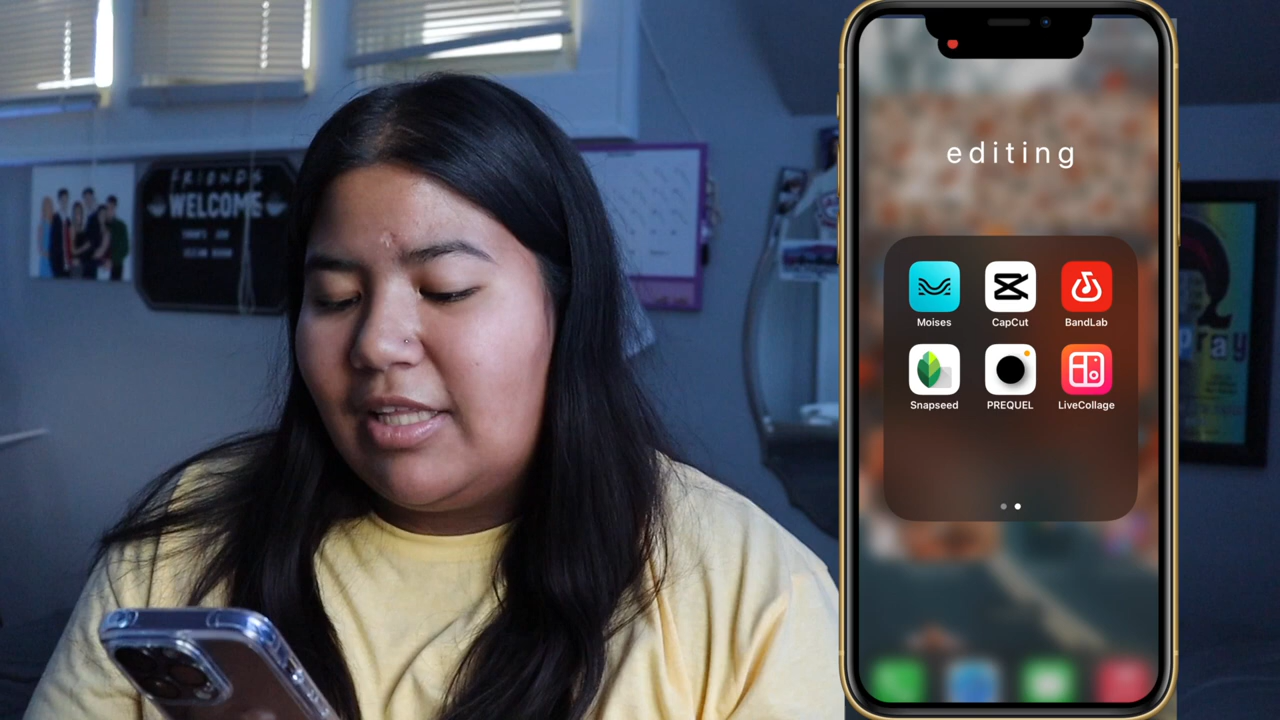 FRIENDS
WELCOME
editing
Moises
CapCut
BandLab
Snapseed
PREQUEL
LiveCollage